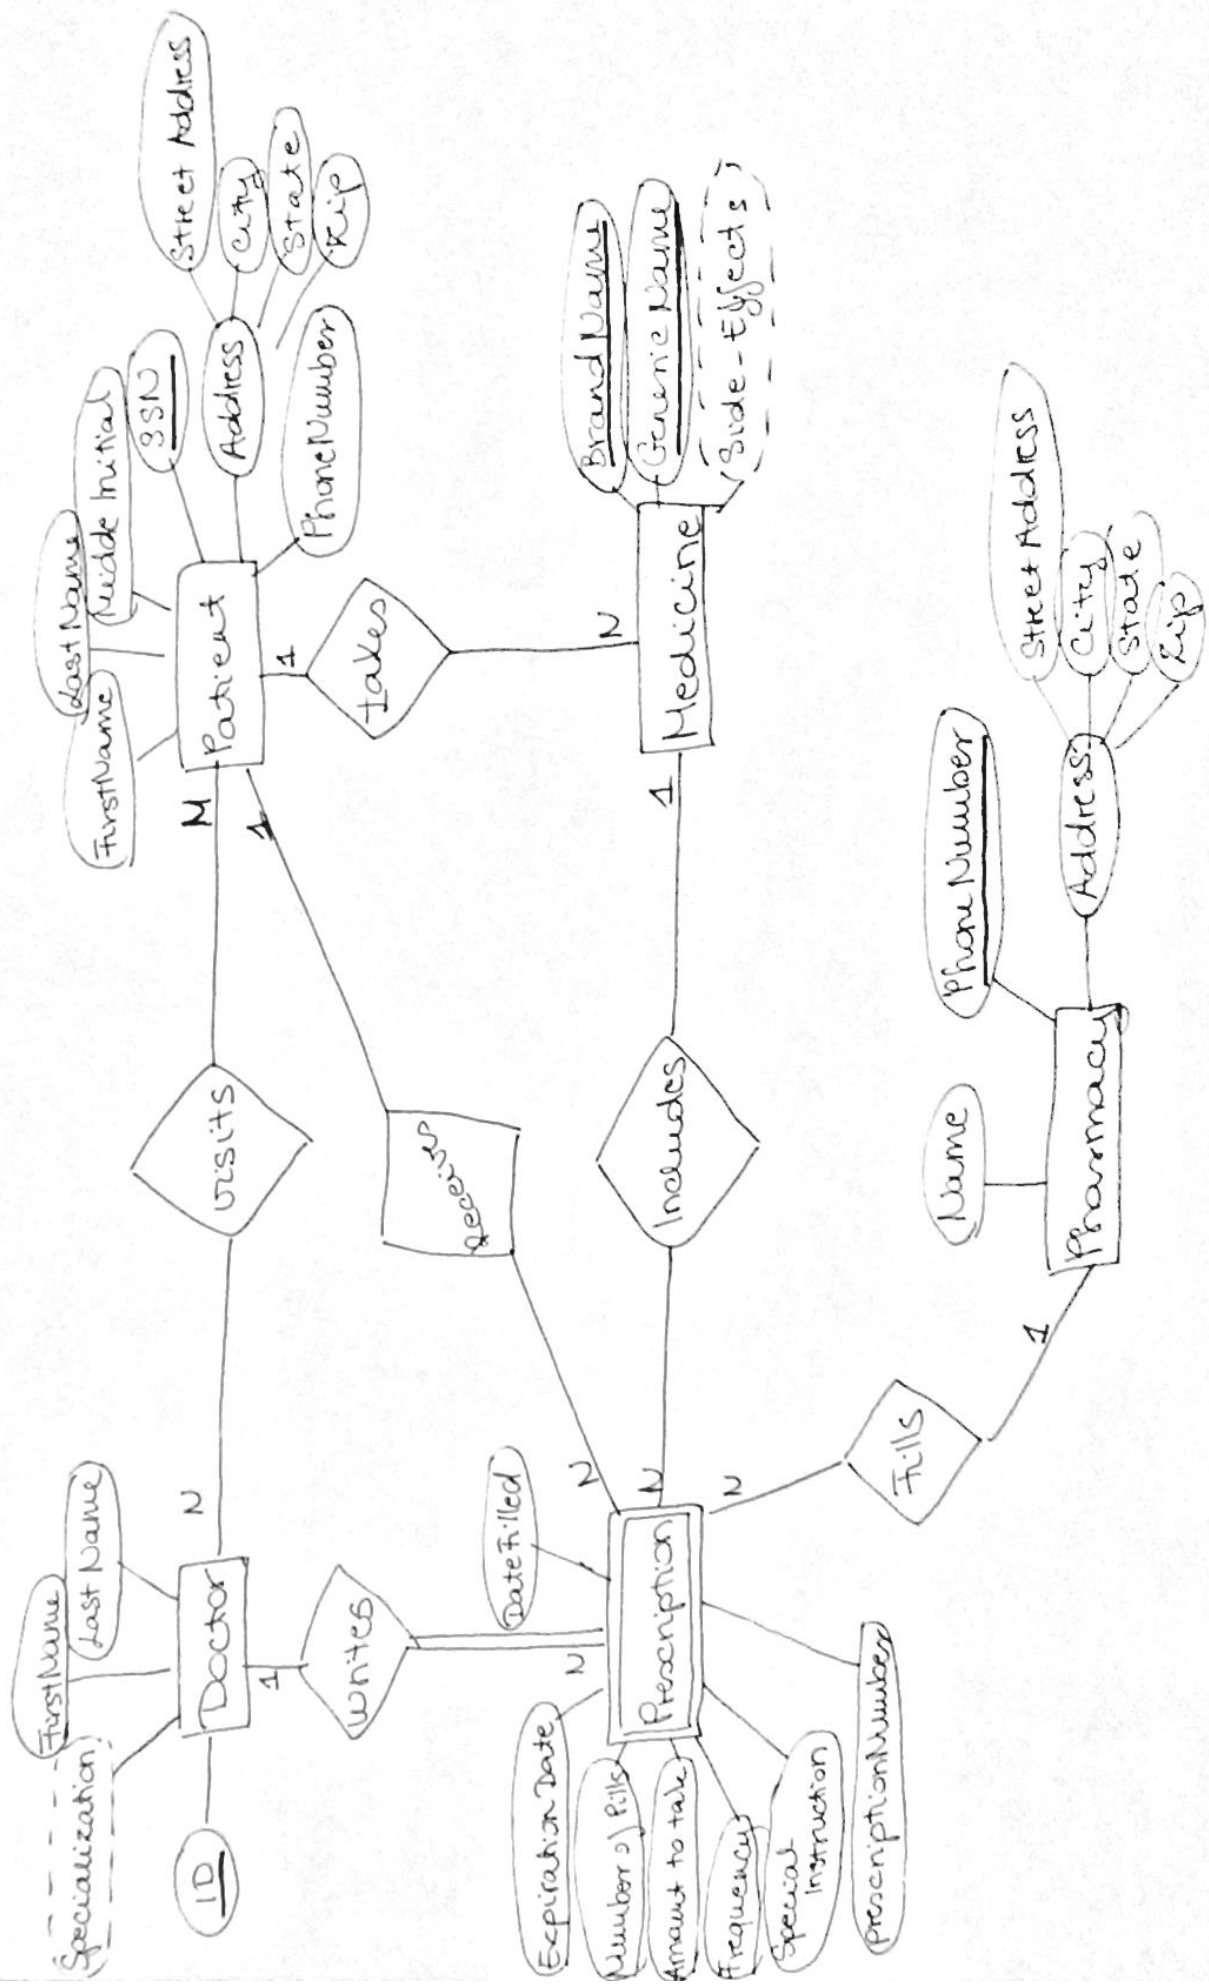 FirstName
Last Name
Specialization
ID
Doctor
1
Writes
N
N
Visits
M
FirstName
Last Name
Midde Initial
SSN
Address
Street Address
City
State
Zip
PhoneNumber
Patient
1
Receives
N
1
Takes
N
DateFilled
Expiration Date
Number of Pills
Amount to take
Frequency
Special
Instruction
PrescriptionNumber
Prescription
N
Includes
1
Medicine
Brand Name
Generic Name
Side-Effects
N
Fills
1
Name
PhoneNumber
Pharmacy
Address
Street Address
City
State
Zip